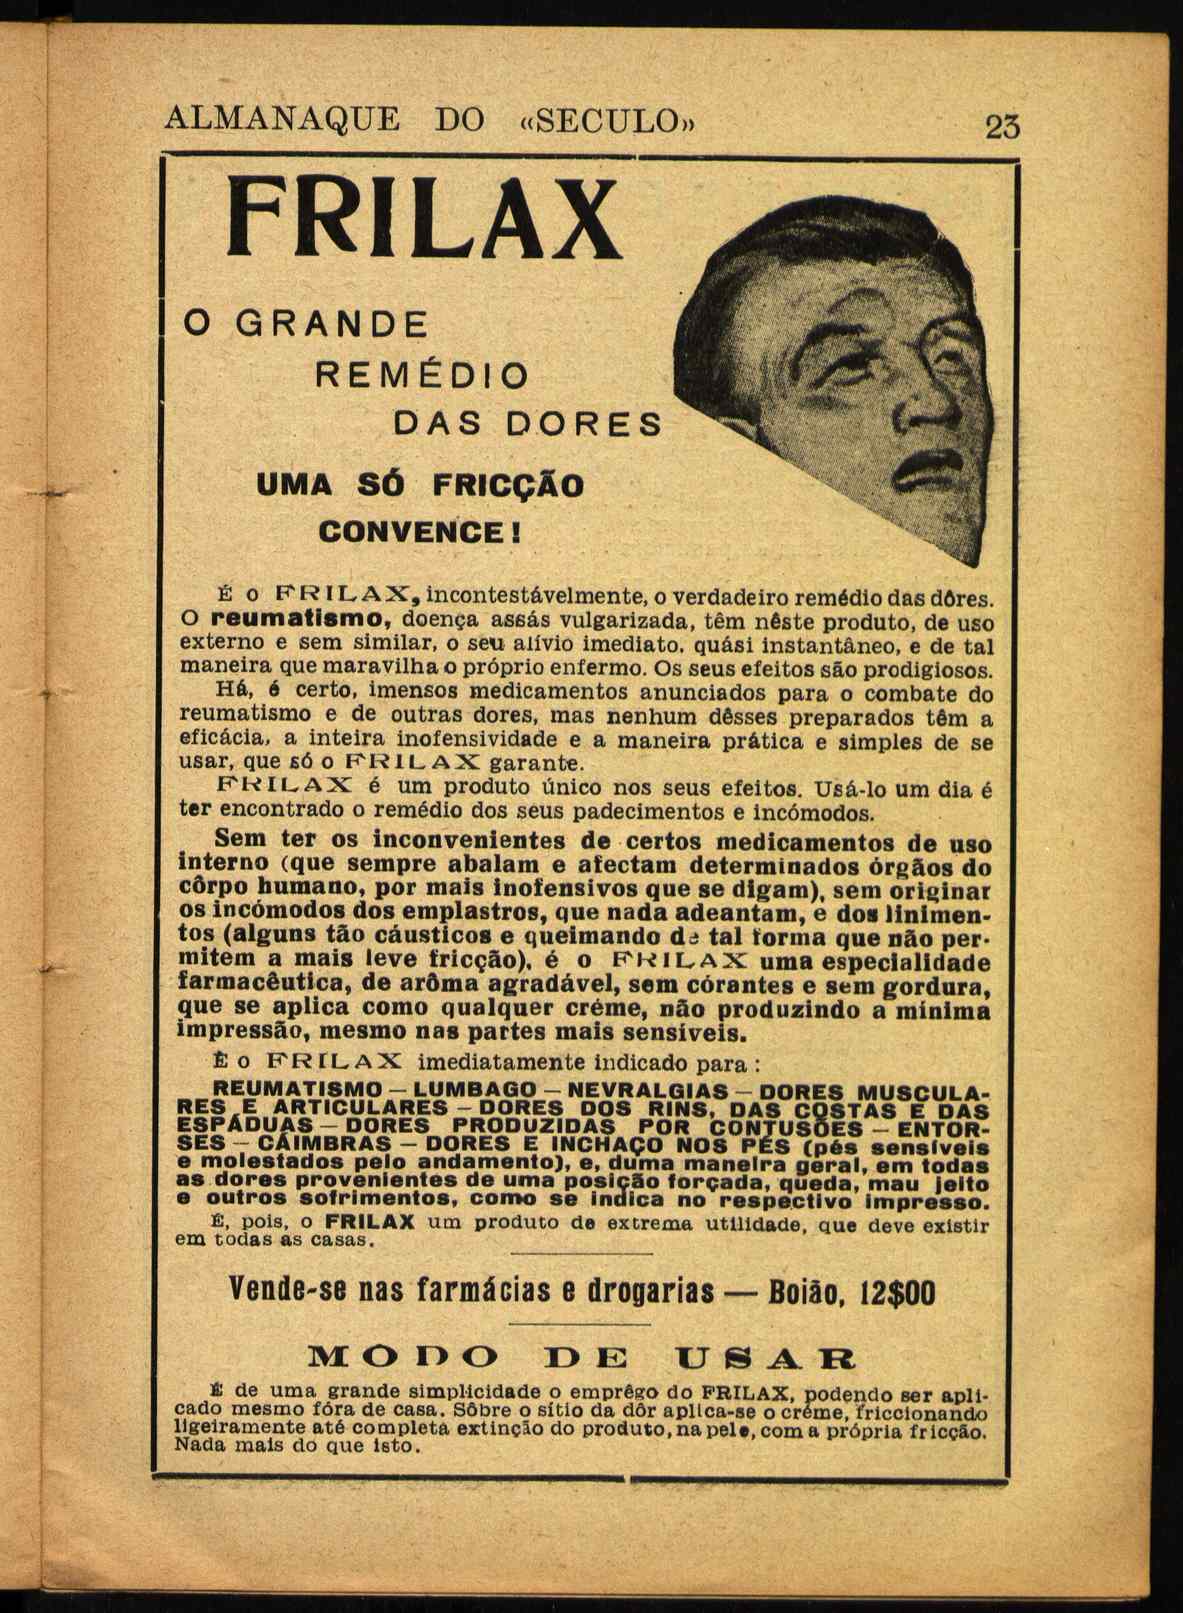 ALMANAQUE DO «SECULO» 23
FRILAX
O GRANDE
REMÉDIO
DAS DORES
UMA SÓ FRICÇÃO
CONVENCE!
É o FRILAX, incontestávelmente, o verdadeiro remédio das dôres.
O reumatismo, doença assás vulgarizada, têm nêste produto, de uso
externo e sem similar, o seu alívio imediato, quási instantâneo, e de tal
maneira que maravilha o próprio enfermo. Os seus efeitos são prodigiosos.
Há, é certo, imensos medicamentos anunciados para o combate do
reumatismo e de outras dores, mas nenhum dêsses preparados têm a
eficácia, a inteira inofensividade e a maneira prática e simples de se
usar, que só o FRILAX garante.
FRILAX é um produto único nos seus efeitos. Usá-lo um dia é
ter encontrado o remédio dos seus padecimentos e incómodos.
Sem ter os inconvenientes de certos medicamentos de uso
interno (que sempre abalam e afectam determinados órgãos do
côrpo humano, por mais inofensivos que se digam), sem originar
os incómodos dos emplastros, que nada adeantam, e dos linimen-
tos (alguns tão cáusticos e queimando de tal forma que não per-
mitem a mais leve fricção), é o FRILAX uma especialidade
farmacêutica, de arôma agradável, sem córantes e sem gordura,
que se aplica como qualquer créme, não produzindo a mínima
impressão, mesmo nas partes mais sensíveis.
É o FRILAX imediatamente indicado para:
REUMATISMO — LUMBAGO — NEVRALGIAS — DORES MUSCULA-
RES E ARTICULARES — DORES DOS RINS, DAS COSTAS E DAS
ESPÁDUAS — DORES PRODUZIDAS POR CONTUSÕES — ENTOR-
SES — CÃIMBRAS — DORES E INCHAÇO NOS PÉS (pés sensíveis
e molestados pelo andamento), e, duma maneira geral, em todas
as dores provenientes de uma posição forçada, queda, mau jeito
e outros sofrimentos, como se indica no respectivo impresso.
É, pois, o FRILAX um produto de extrema utilidade, que deve existir
em todas as casas.
Vende-se nas farmácias e drogarias — Boião, 12$00
MODO DE USAR
É de uma grande simplicidade o emprêgo do FRILAX, podendo ser apli-
cado mesmo fóra de casa. Sôbre o sítio da dôr aplica-se o créme, friccionando
ligeiramente até completa extinção do produto, na pele, com a própria fricção.
Nada mais do que isto.